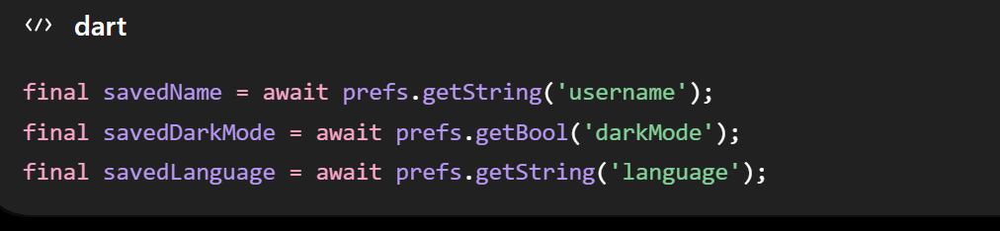 </> dart
final savedName = await prefs.getString('username');
final savedDarkMode = await prefs.getBool('darkMode');
final savedLanguage = await prefs.getString('language');